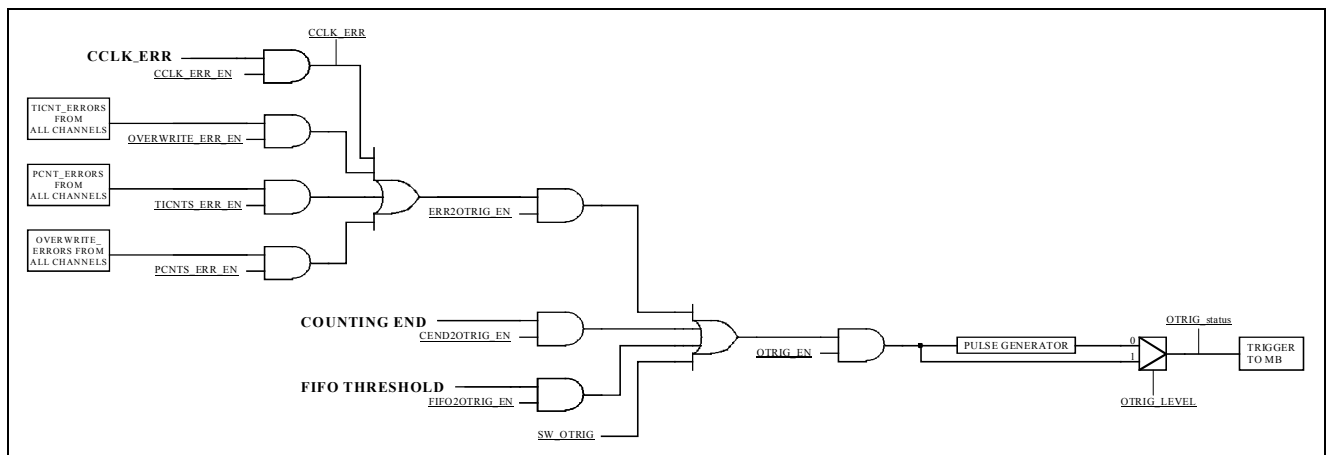 CCLK_ERR
CCLK_ERR
CCLK_ERR_EN
TICNT_ERRORS
FROM
ALL CHANNELS
OVERWRITE_ERR_EN
PCNT_ERRORS
FROM
ALL CHANNELS
TICNTS_ERR_EN
ERR2OTRIG_EN
OVERWRITE_
ERRORS FROM
ALL CHANNELS
PCNTS_ERR_EN
COUNTING END
CEND2OTRIG_EN
OTRIG_EN
FIFO THRESHOLD
FIFO2OTRIG_EN
SW_OTRIG
OTRIG_status
PULSE GENERATOR
0
1
TRIGGER
TO MB
OTRIG_LEVEL